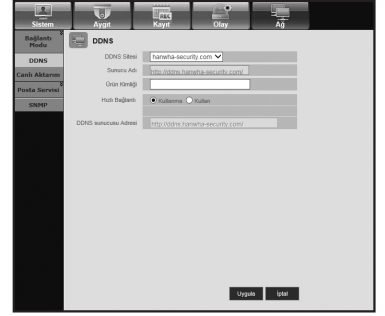 Sistem Aygıt Kayıt Olay Ağ
REC
Bağlantı Modu
DDNS
Canlı Aktarım
Posta Servisi
SNMP
DDNS
DDNS Sitesi hanwha-security.com
Sunucu Adı http://ddns.hanwha-security.com/
Ürün Kimliği
Hızlı Bağlantı Kullanma Kullan
DDNS sunucusu Adresi http://ddns.hanwha-security.com/
Uygula İptal